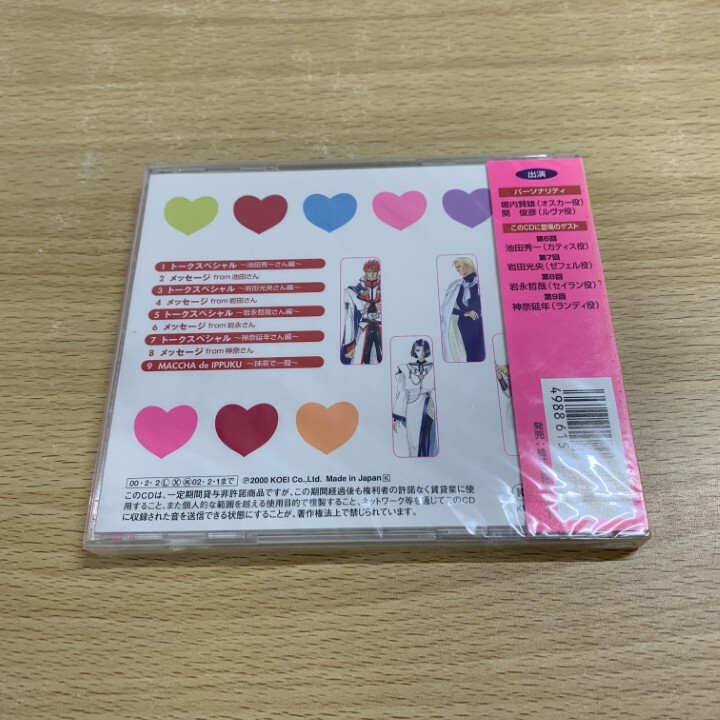 1 トークスペシャル ～池田秀一さん編～
2 メッセージ from 池田さん
3 トークスペシャル ～岩田光央さん編～
4 メッセージ from 岩田さん
5 トークスペシャル ～岩永哲哉さん編～
6 メッセージ from 岩永さん
7 トークスペシャル ～神奈延年さん編～
8 メッセージ from 神奈さん
9 MACCHA de IPPUKU ～抹茶で一服～
00・2・2 Ⓛ Ⓧ 02・2・1まで
Ⓟ2000 KOEI Co.,Ltd. Made in Japan K
このCDは、一定期間貸与非許諾商品ですが、この期間経過後も権利者の許諾なく賃貸業に使
用すること、また個人的な範囲を越える使用目的で複製すること、ネットワーク等を通じてこのCD
に収録された音を送信できる状態にすることが、著作権法上で禁じられています。
出演
パーソナリティ
堀内賢雄(オスカー役)
関 俊彦(ルヴァ役)
このCDに登場のゲスト
第6回
池田秀一(カティス役)
第7回
岩田光央(ゼフェル役)
第8回
岩永哲哉(セイラン役)
第9回
神奈延年(ランディ役)
4988615
発売: